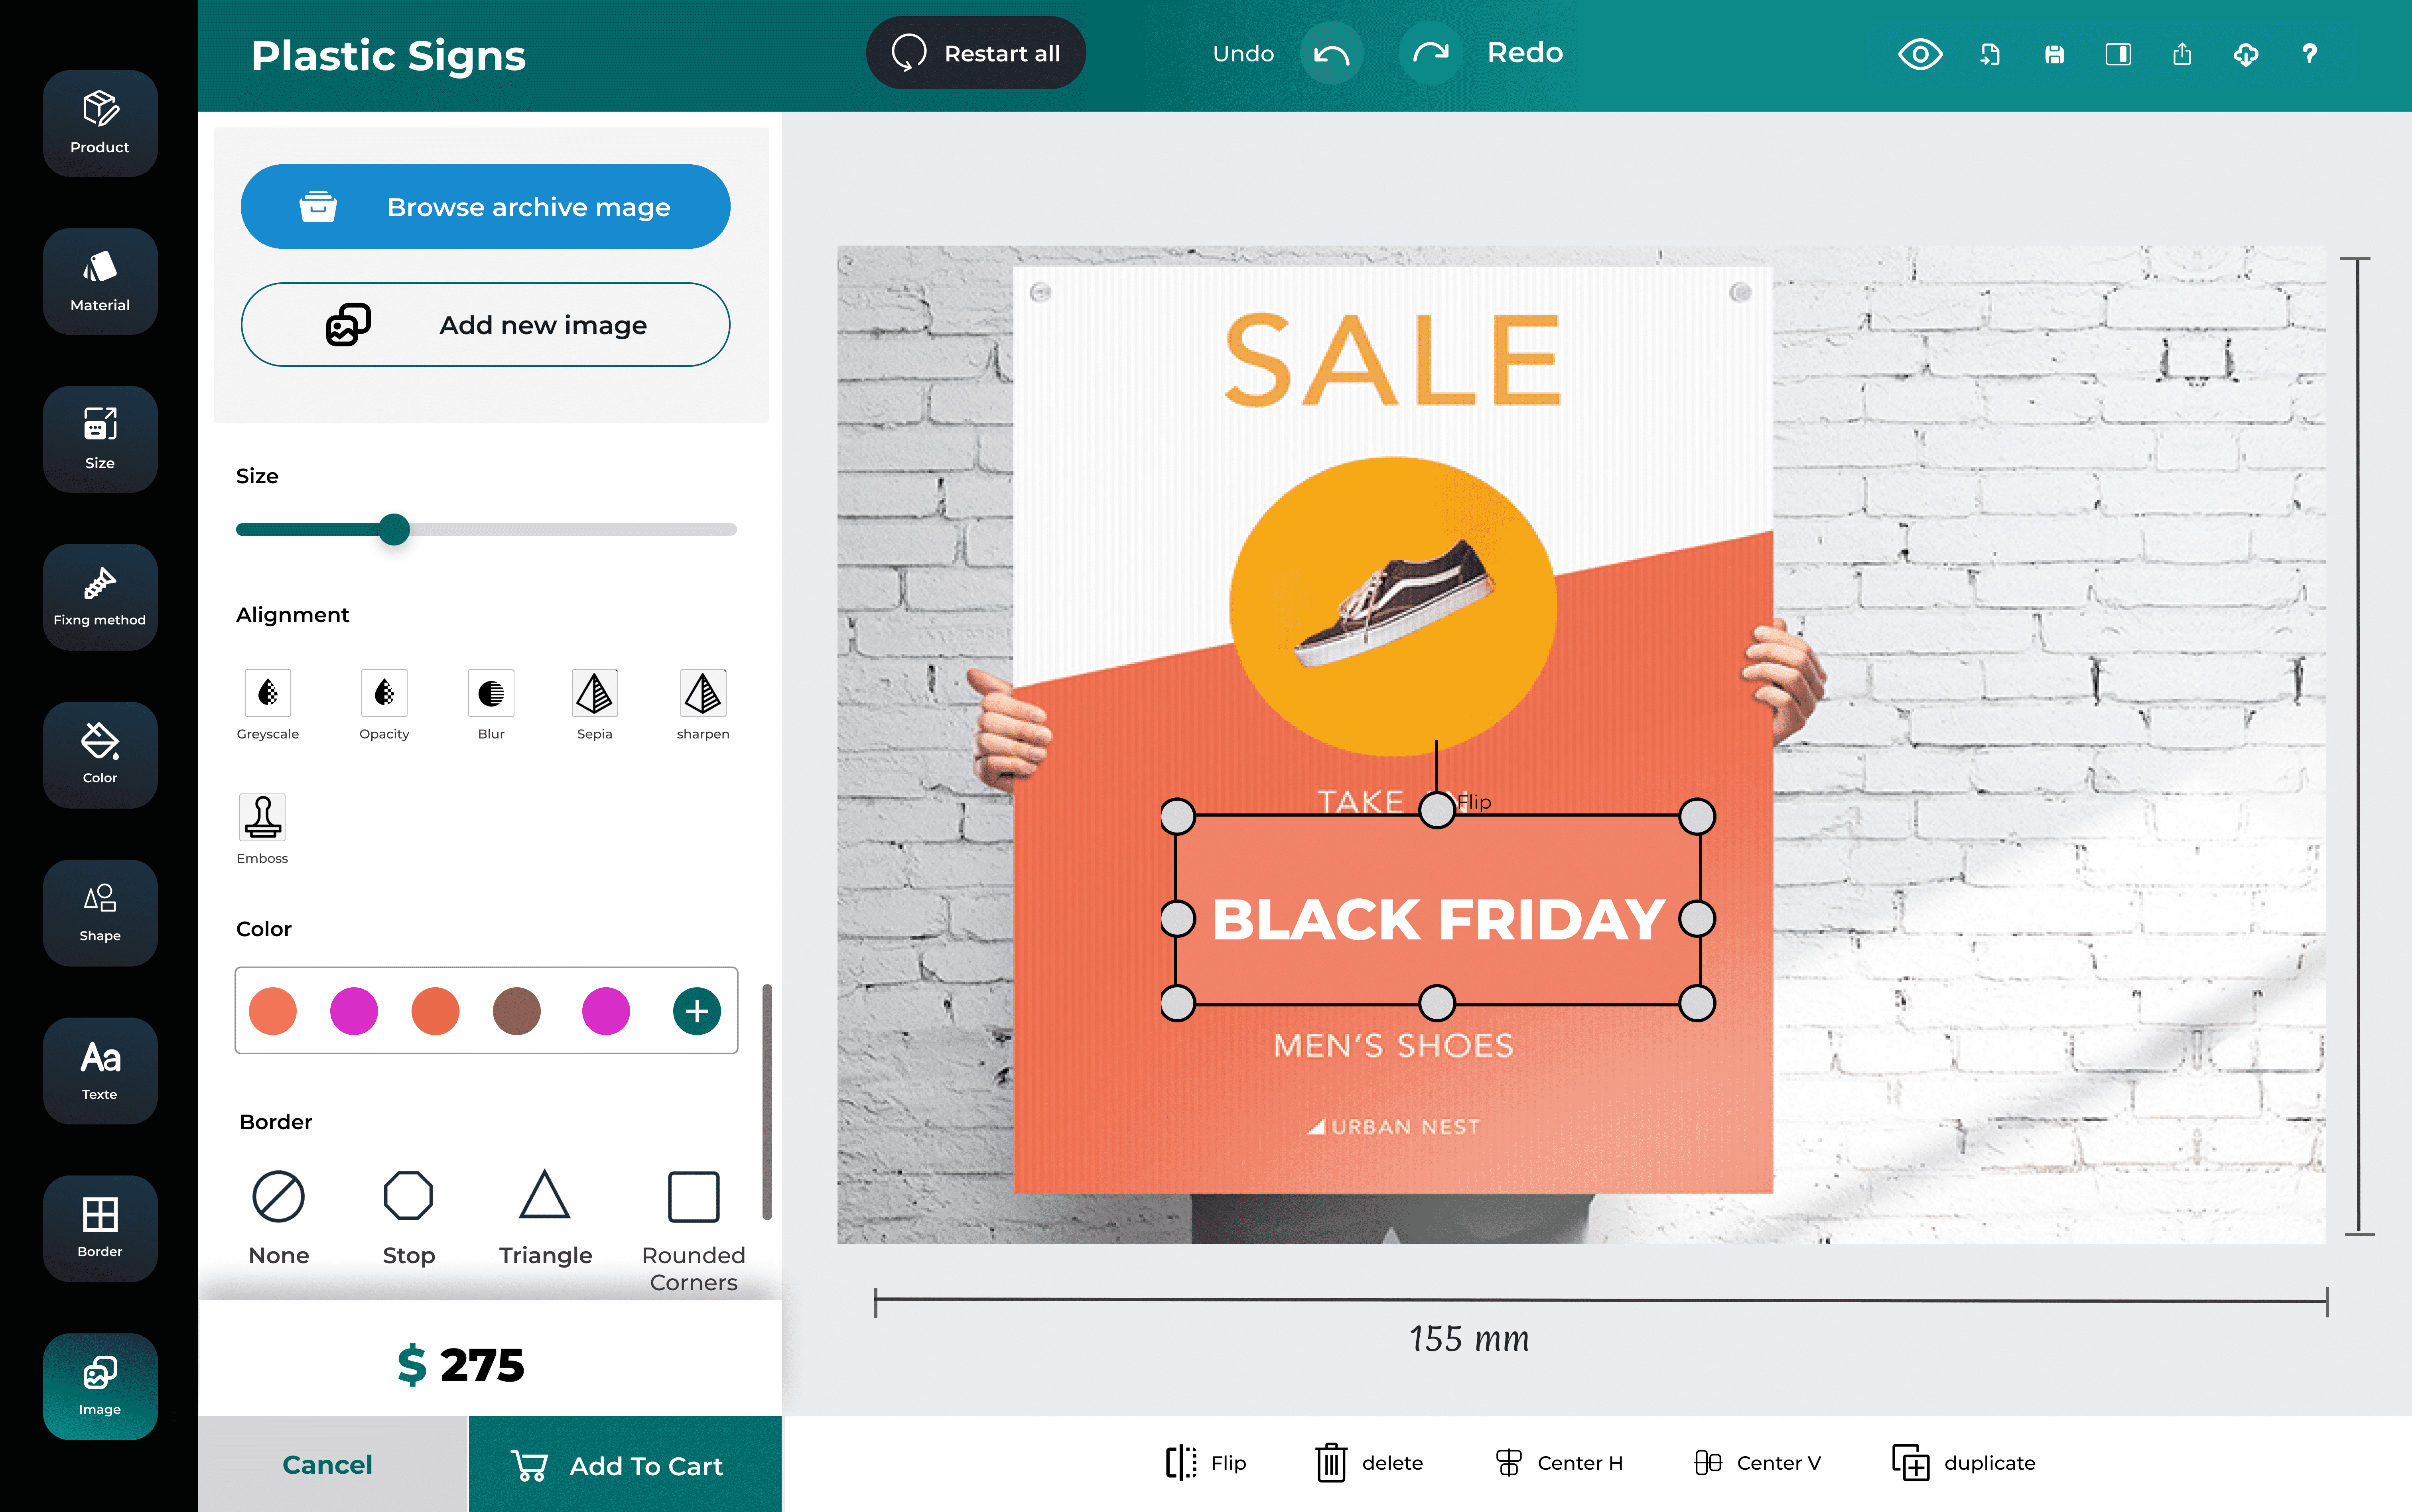 Plastic Signs
Restart all
Undo
Redo
?
Product
Material
Size
Fixng method
Color
Shape
Aa
Texte
Border
Image
Browse archive mage
Add new image
Size
Alignment
Greyscale
Opacity
Blur
Sepia
sharpen
Emboss
Color
Border
None
Stop
Triangle
Rounded
Corners
$ 275
Cancel
Add To Cart
SALE
TAKE
Flip
BLACK FRIDAY
MEN'S SHOES
URBAN NEST
155 mm
Flip
delete
Center H
Center V
duplicate